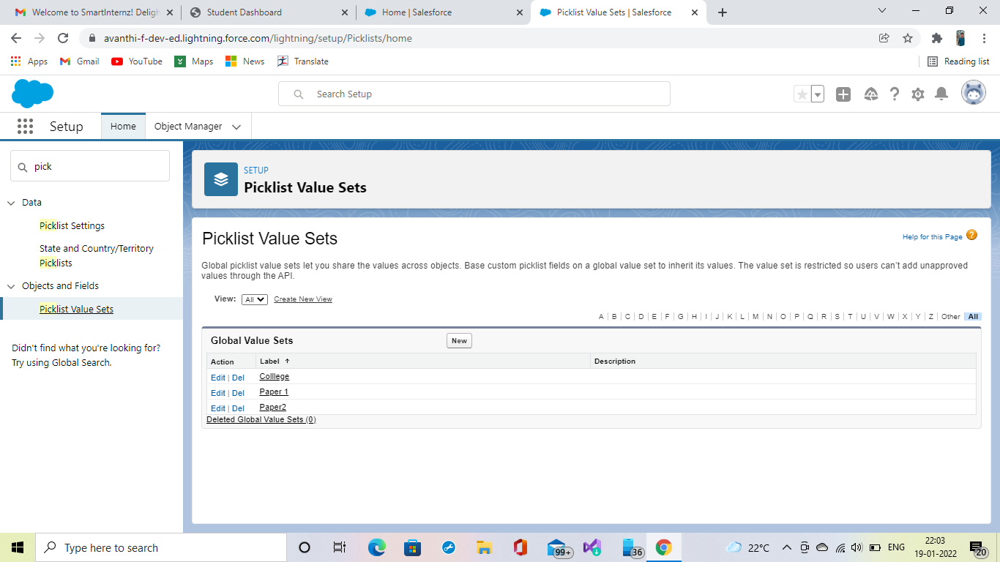 Welcome to SmartInternz! Deligh
Student Dashboard
Home | Salesforce
Picklist Value Sets | Salesforce
avanthi-f-dev-ed.lightning.force.com/lightning/setup/Picklists/home
Apps
Gmail
YouTube
Maps
News
Translate
Reading list
Search Setup
Setup
Home
Object Manager
pick
Data
Picklist Settings
State and Country/Territory
Picklists
Objects and Fields
Picklist Value Sets
Didn't find what you're looking for?
Try using Global Search.
SETUP
Picklist Value Sets
Picklist Value Sets
Help for this Page
Global picklist value sets let you share the values across objects. Base custom picklist fields on a global value set to inherit its values. The value set is restricted so users can't add unapproved
values through the API.
View: All Create New View
A | B | C | D | E | F | G | H | I | J | K | L | M | N | O | P | Q | R | S | T | U | V | W | X | Y | Z | Other | All
Global Value Sets New
Action Label ↑ Description
Edit | Del Colllege
Edit | Del Paper 1
Edit | Del Paper2
Deleted Global Value Sets (0)
Type here to search
99+
36
22°C
ENG
22:03
19-01-2022
20